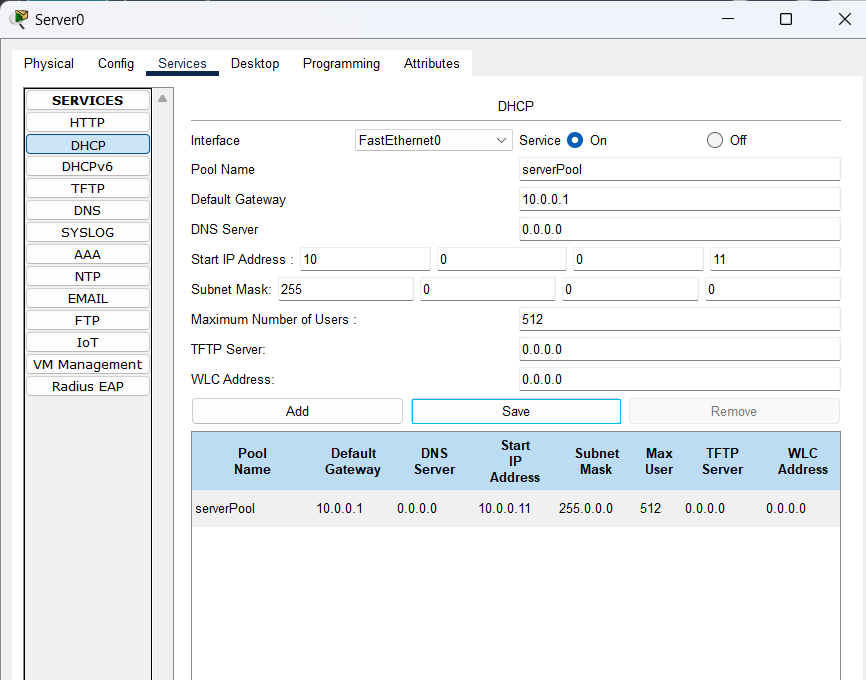 Server0
Physical Config Services Desktop Programming Attributes
SERVICES
HTTP
DHCP
DHCPv6
TFTP
DNS
SYSLOG
AAA
NTP
EMAIL
FTP
IoT
VM Management
Radius EAP
DHCP
Interface FastEthernet0 Service On Off
Pool Name serverPool
Default Gateway 10.0.0.1
DNS Server 0.0.0.0
Start IP Address : 10 0 0 11
Subnet Mask: 255 0 0 0
Maximum Number of Users : 512
TFTP Server: 0.0.0.0
WLC Address: 0.0.0.0
Add Save Remove
Pool Name Default Gateway DNS Server Start IP Address Subnet Mask Max User TFTP Server WLC Address
serverPool 10.0.0.1 0.0.0.0 10.0.0.11 255.0.0.0 512 0.0.0.0 0.0.0.0